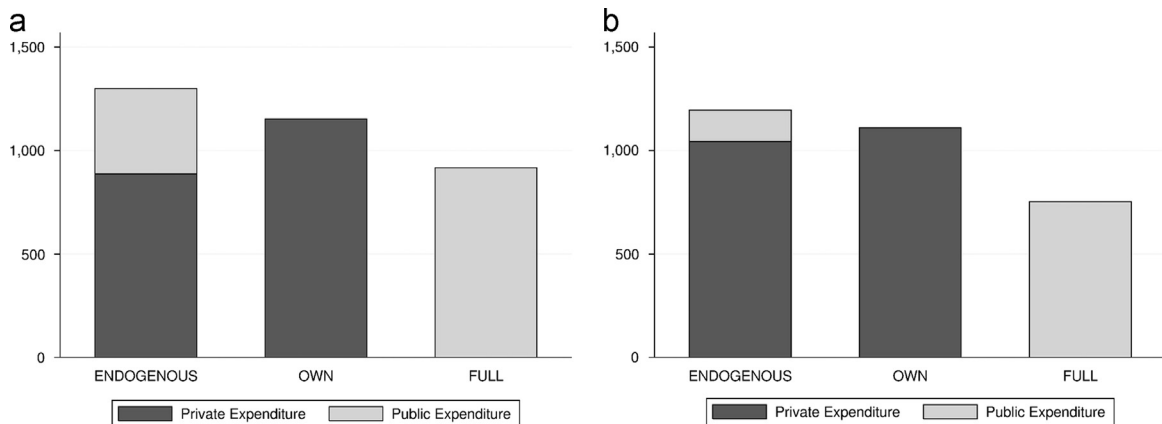 a
1,500
1,000
500
0
ENDOGENOUS OWN FULL
Private Expenditure Public Expenditure
b
1,500
1,000
500
0
ENDOGENOUS OWN FULL
Private Expenditure Public Expenditure